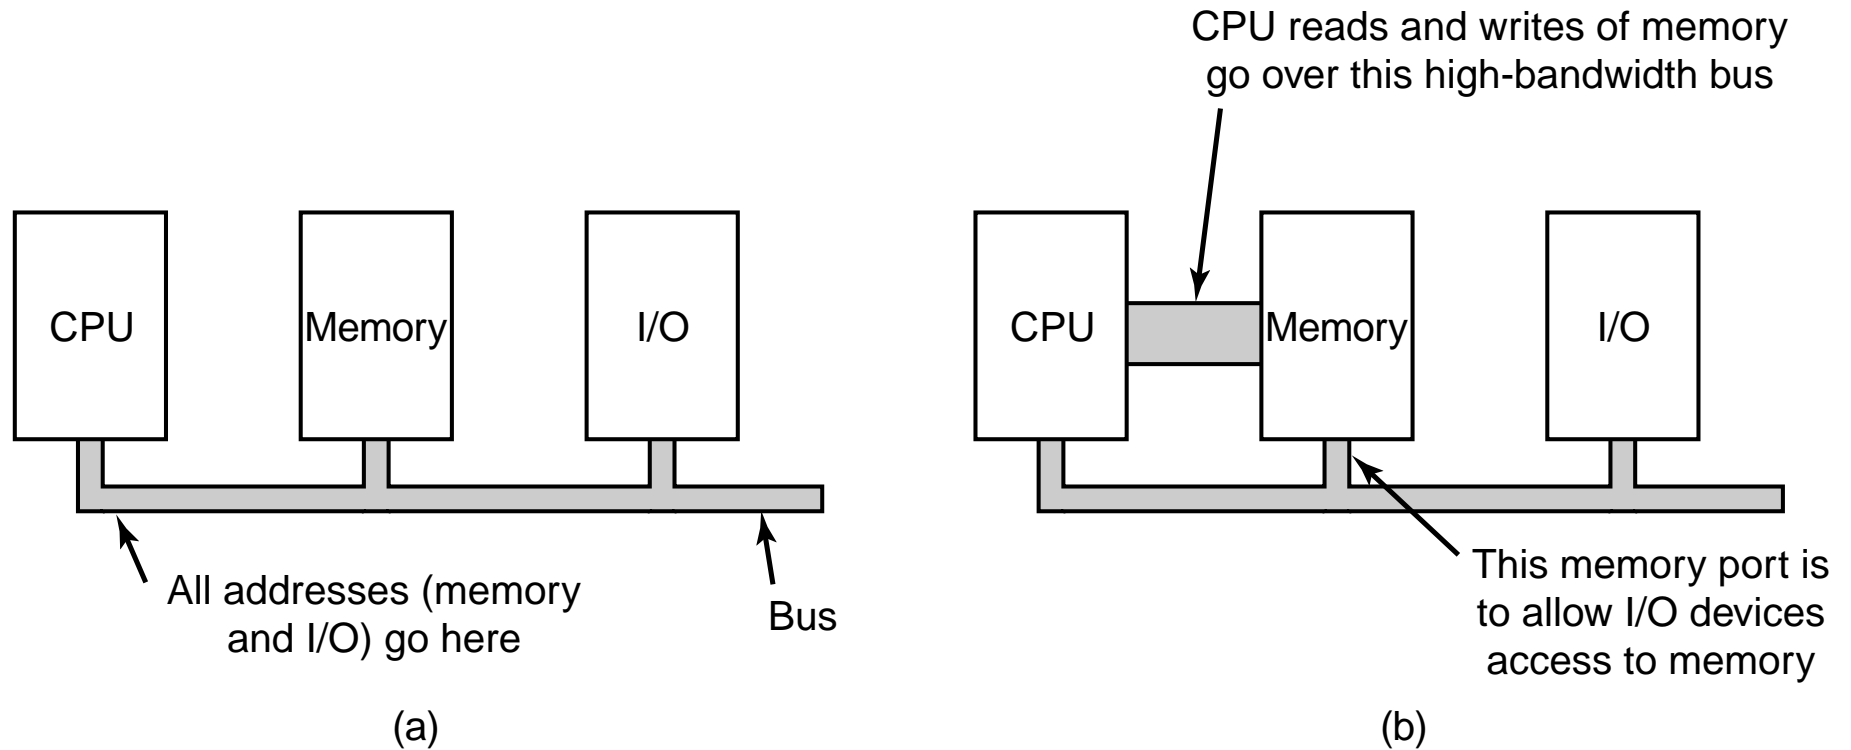 CPU reads and writes of memory
go over this high-bandwidth bus
CPU
Memory
I/O
All addresses (memory
and I/O) go here
Bus
(a)
CPU
Memory
I/O
This memory port is
to allow I/O devices
access to memory
(b)